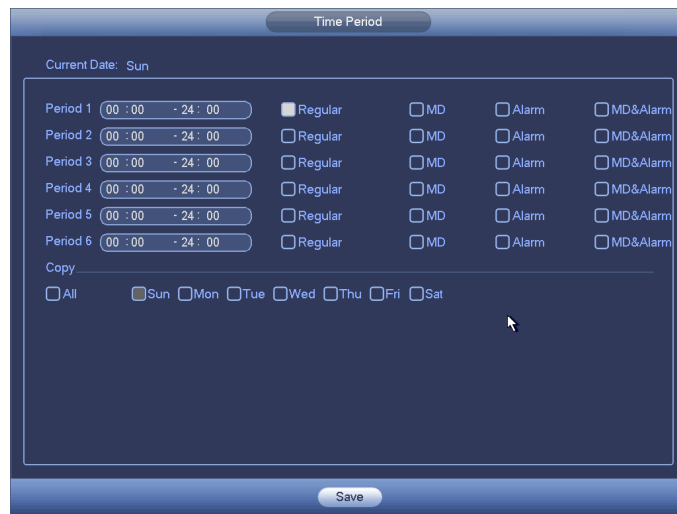 Time Period
Current Date: Sun
Period 1 00 : 00 - 24 : 00 Regular MD Alarm MD&Alarm
Period 2 00 : 00 - 24 : 00 Regular MD Alarm MD&Alarm
Period 3 00 : 00 - 24 : 00 Regular MD Alarm MD&Alarm
Period 4 00 : 00 - 24 : 00 Regular MD Alarm MD&Alarm
Period 5 00 : 00 - 24 : 00 Regular MD Alarm MD&Alarm
Period 6 00 : 00 - 24 : 00 Regular MD Alarm MD&Alarm
Copy
All Sun Mon Tue Wed Thu Fri Sat
Save